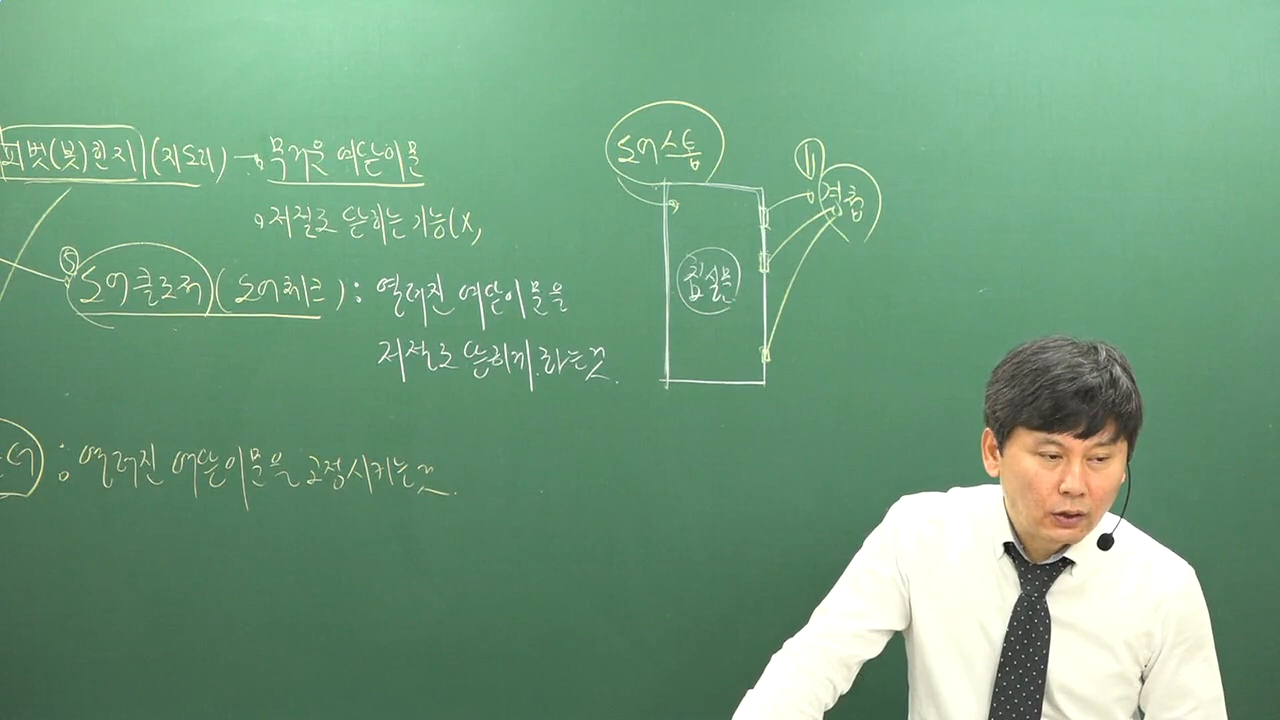 피벗(봇)힌지(지도리) → 무거운 여닫이문
저절로 닫히는 기능(X)
⑤ 도어클로저(도어체크) : 열려진 여닫이문을
저절로 닫히게 하는 것.
: 열려진 여닫이문을 고정시키는 것.
도어스톱
정첩
침실문